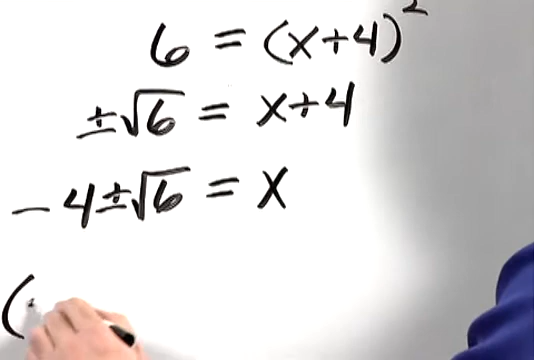 6 = (x+4)²
±√6 = x+4
-4±√6 = x
(